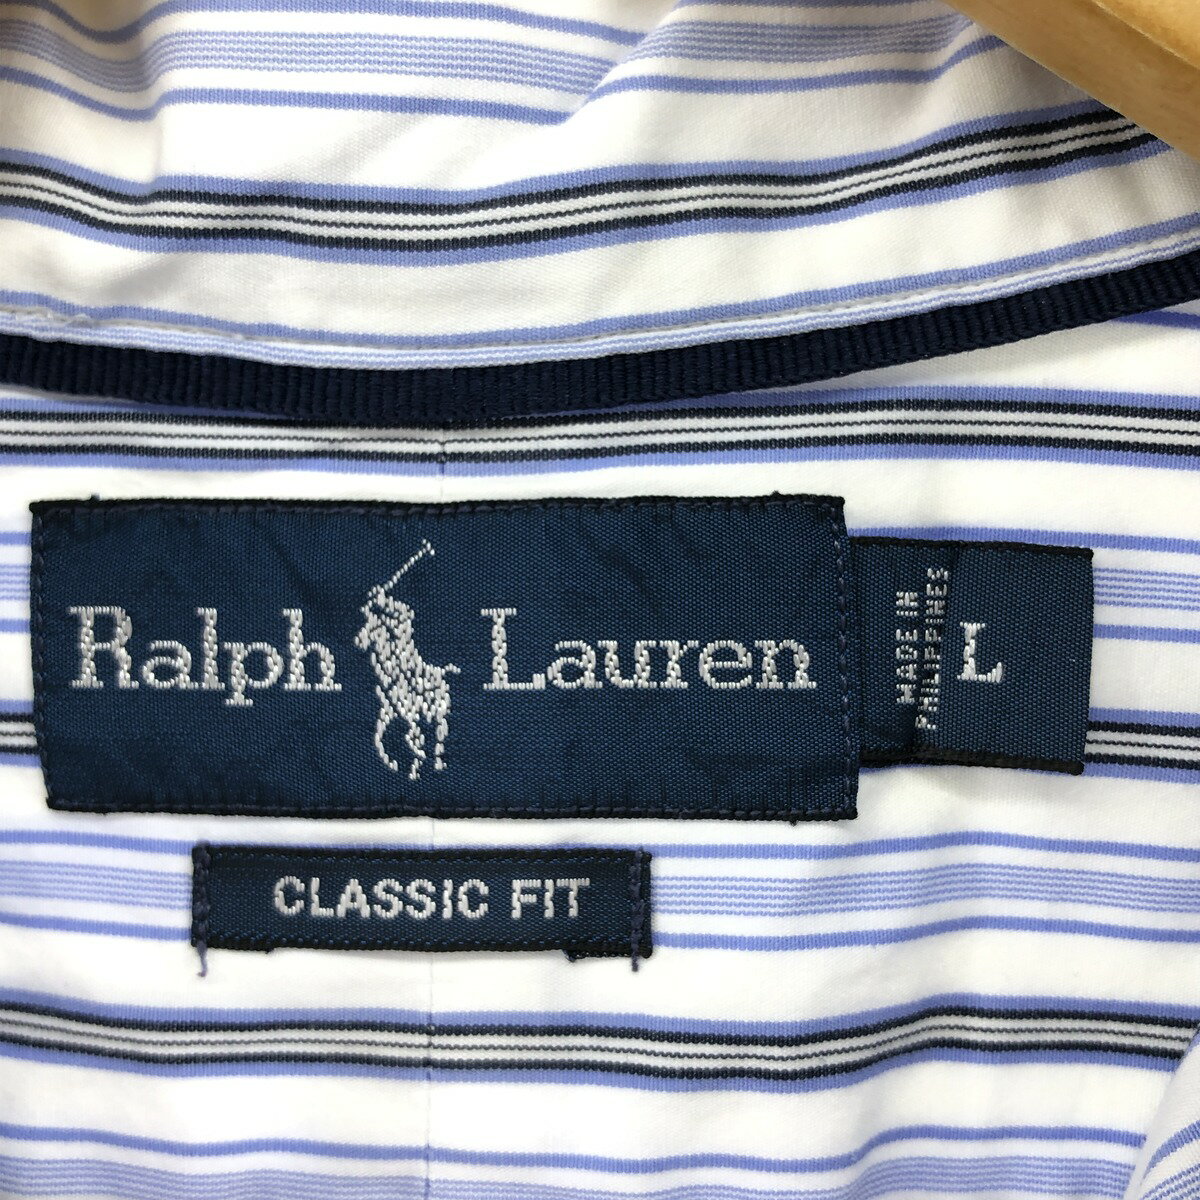 Ralph Lauren
MADE IN
PHILIPPINES
L
CLASSIC FIT